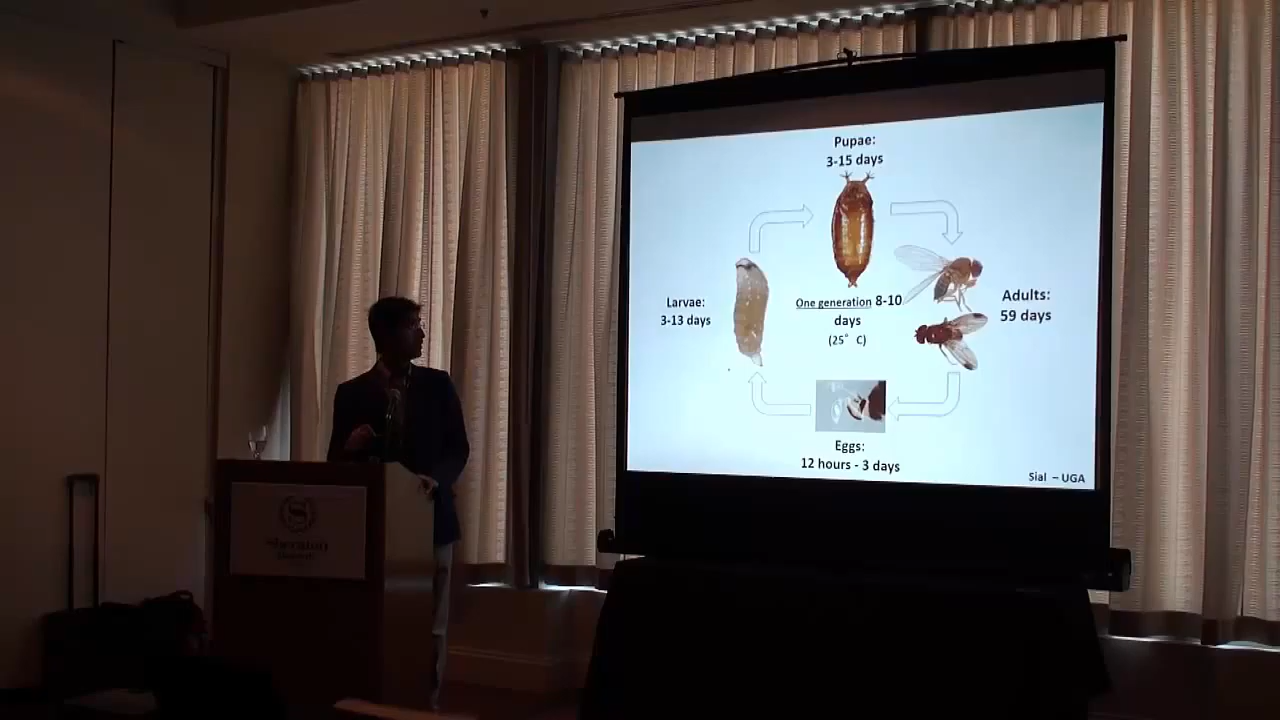 Pupae:
3-15 days
Larvae:
3-13 days
One generation 8-10
days
(25° C)
Adults:
59 days
Eggs:
12 hours - 3 days
Sial – UGA
S
Sheraton